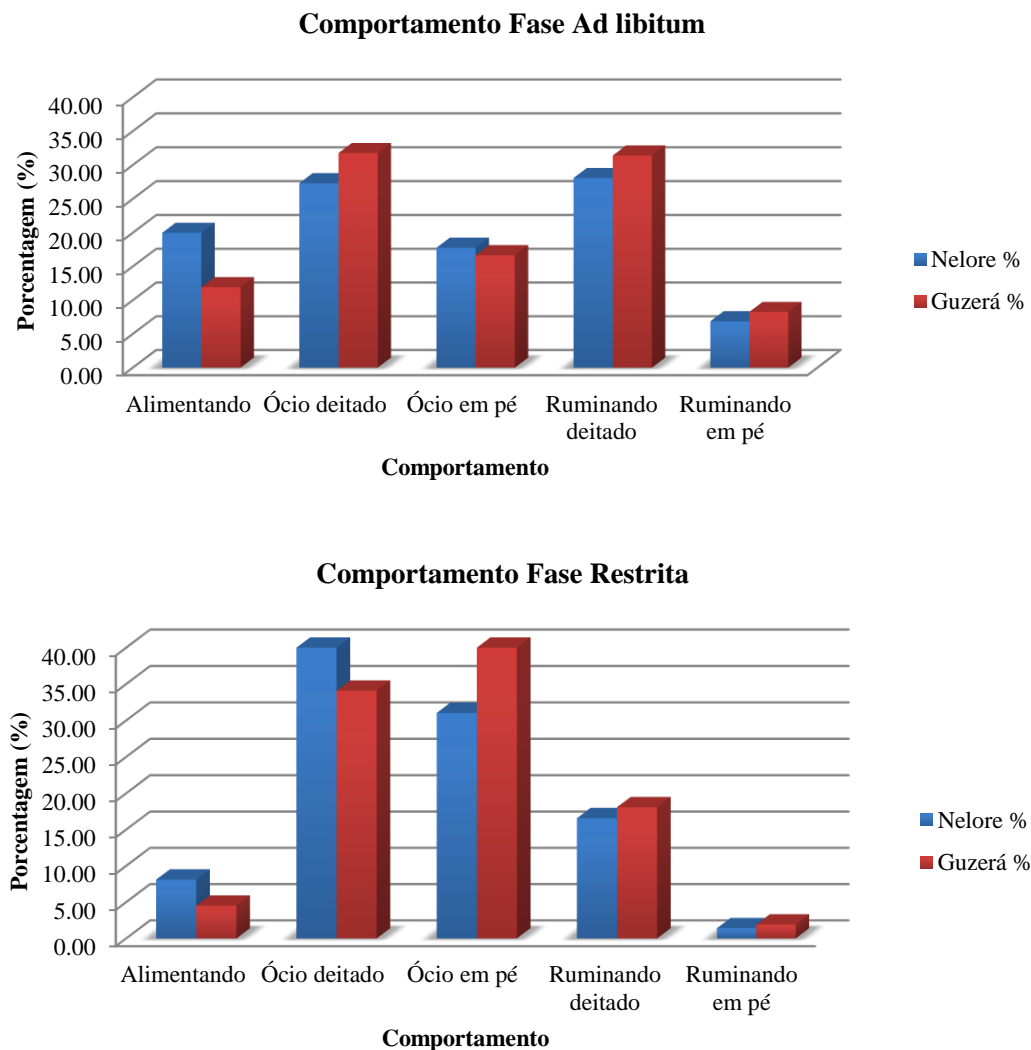 Comportamento Fase Ad libitum
Porcentagem (%)
40.00
35.00
30.00
25.00
20.00
15.00
10.00
5.00
0.00
Alimentando
Ócio deitado
Ócio em pé
Ruminando
deitado
Ruminando
em pé
Comportamento
Nelore %
Guzerá %
Comportamento Fase Restrita
Porcentagem (%)
40.00
35.00
30.00
25.00
20.00
15.00
10.00
5.00
0.00
Alimentando
Ócio deitado
Ócio em pé
Ruminando
deitado
Ruminando
em pé
Comportamento
Nelore %
Guzerá %